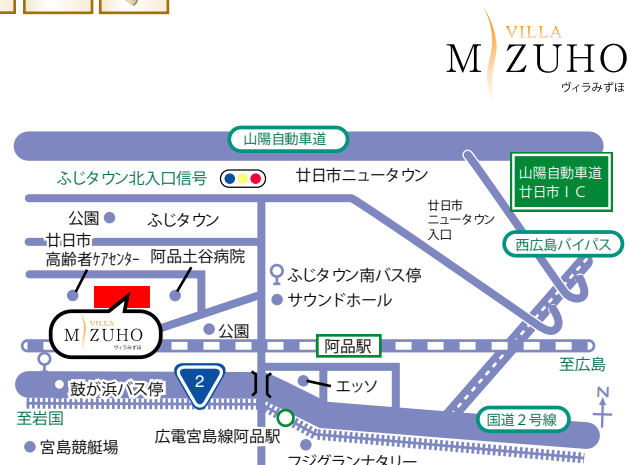 VILLA
MIZUHO
ヴィラみずほ
山陽自動車道
ふじタウン北入口信号
廿日市ニュータウン
山陽自動車道
廿日市ＩＣ
公園
ふじタウン
廿日市
ニュータウン
入口
廿日市
高齢者ケアセンター
阿品土谷病院
西広島バイパス
ふじタウン南バス停
サウンドホール
VILLA
MIZUHO
ヴィラみずほ
公園
阿品駅
至広島
鼓が浜バス停
2
エッソ
至岩国
国道２号線
N
宮島競艇場
広電宮島線阿品駅
フジグランナタリー